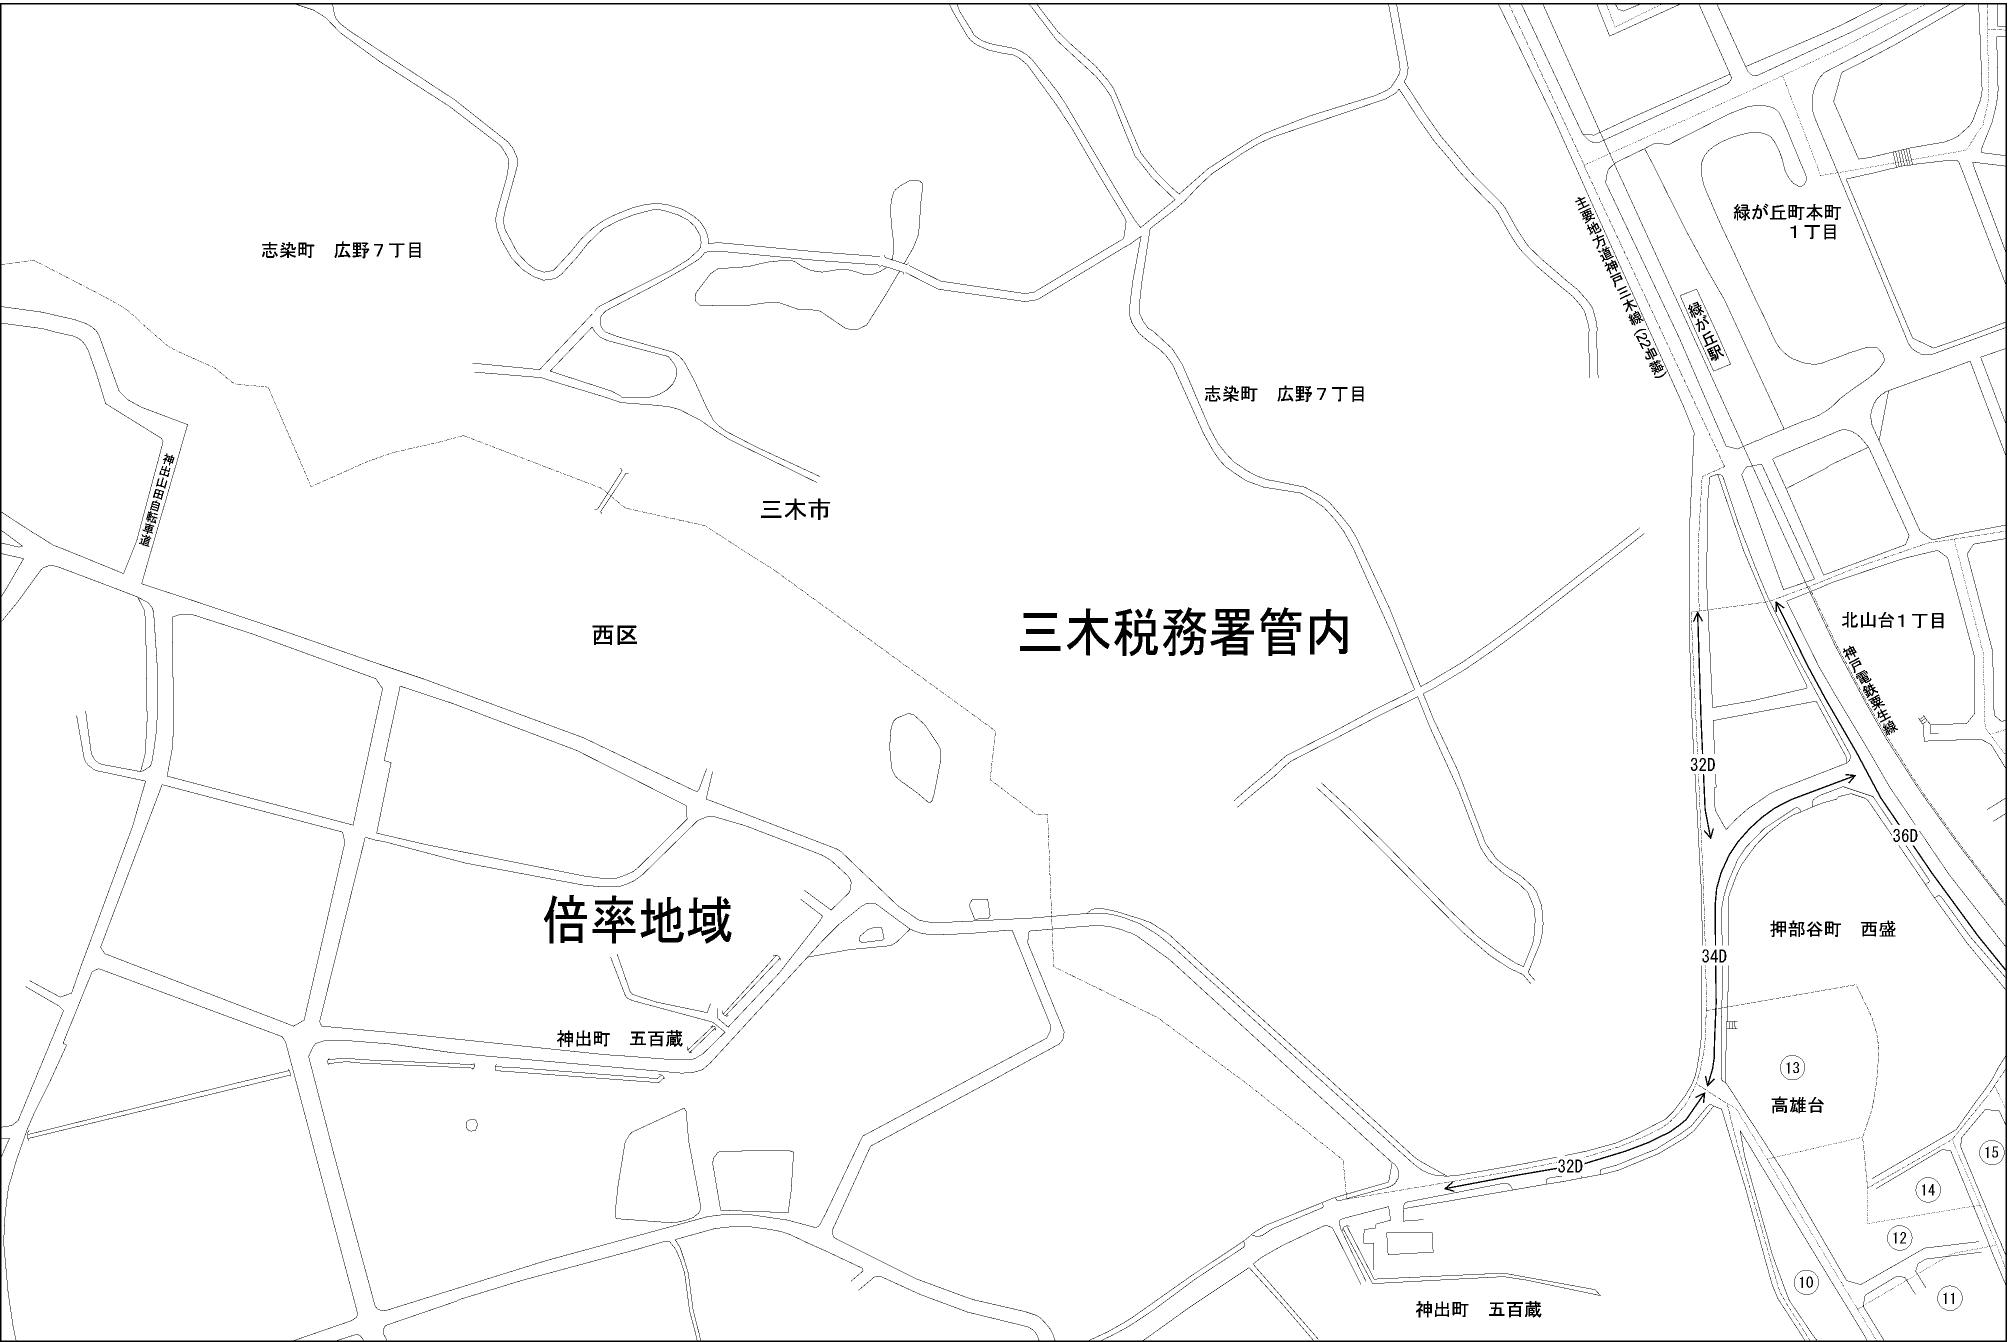 緑が丘町本町
１丁目
主要地方道神戸三木線(22号線)
志染町　広野７丁目
緑が丘駅
志染町　広野７丁目
神出山田自転車道
三木市
三木税務署管内
西区
北山台１丁目
神戸電鉄粟生線
32D
36D
倍率地域
押部谷町　西盛
34D
神出町　五百蔵
13
高雄台
15
32D
14
12
10
11
神出町　五百蔵